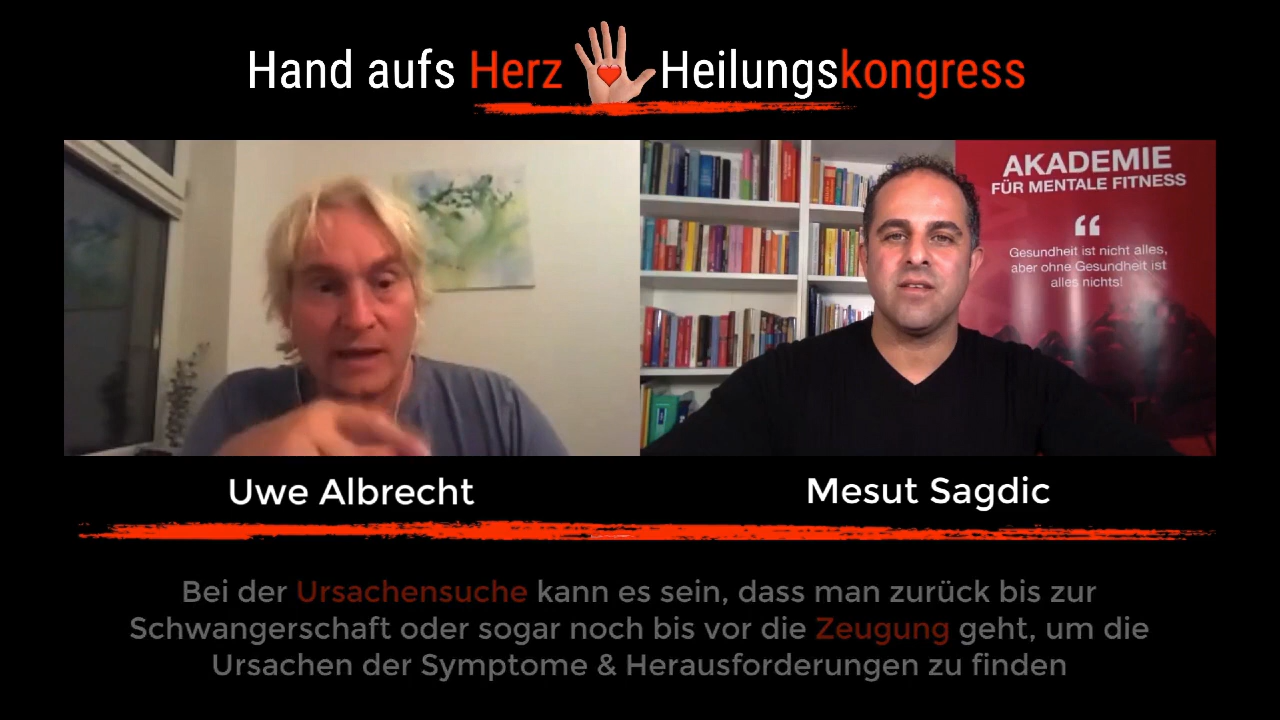 Hand aufs Herz Heilungskongress
AKADEMIE
FÜR MENTALE FITNESS
“
Gesundheit ist nicht alles,
aber ohne Gesundheit ist
alles nichts!
Uwe Albrecht
Mesut Sagdic
Bei der Ursachensuche kann es sein, dass man zurück bis zur
Schwangerschaft oder sogar noch bis vor die Zeugung geht, um die
Ursachen der Symptome & Herausforderungen zu finden